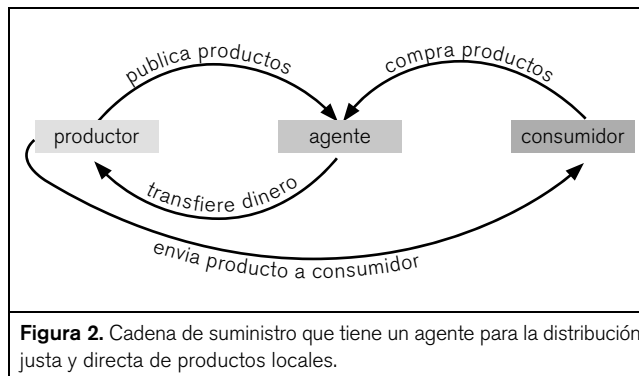 publica productos
compra productos
productor
agente
consumidor
transfiere dinero
envia producto a consumidor
Figura 2. Cadena de suministro que tiene un agente para la distribución
justa y directa de productos locales.